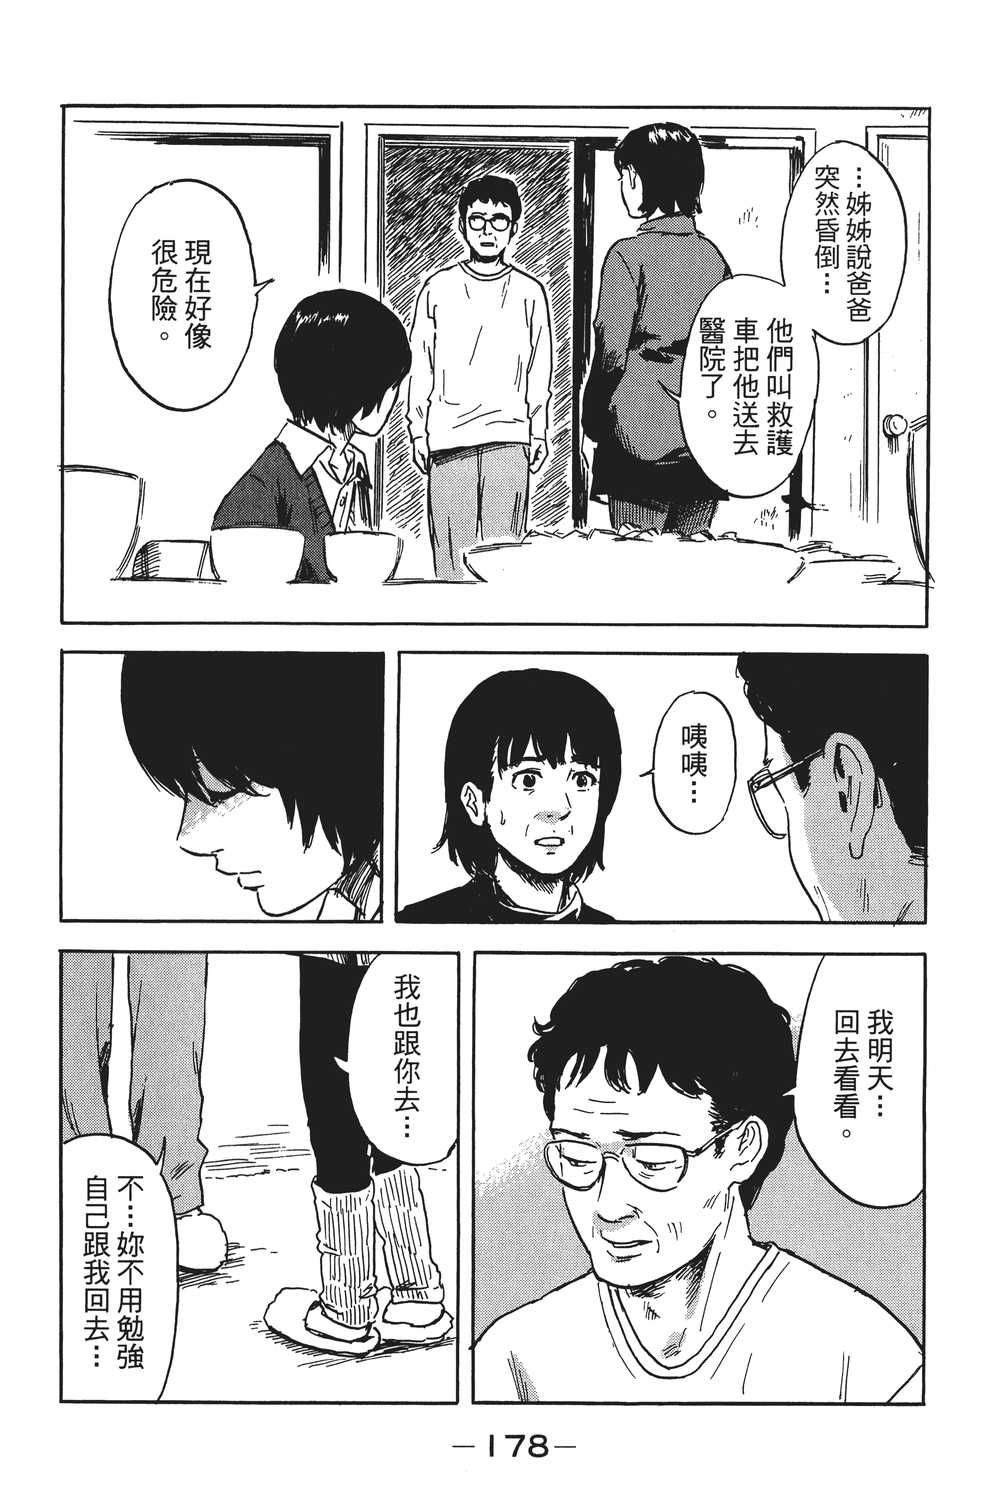 …姊姊說爸爸
突然昏倒…
他們叫救護
車把他送去
醫院了。
現在好像
很危險。
咦咦…
我明天…
回去看看。
我也跟你去…
不…妳不用勉強
自己跟我回去…
—178—